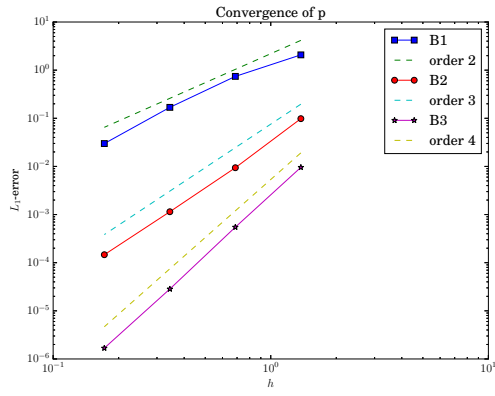 Convergence of p
10^1
10^0
10^{-1}
10^{-2}
10^{-3}
10^{-4}
10^{-5}
10^{-6}
L_1-error
B1
order 2
B2
order 3
B3
order 4
10^{-1}
10^0
10^1
h